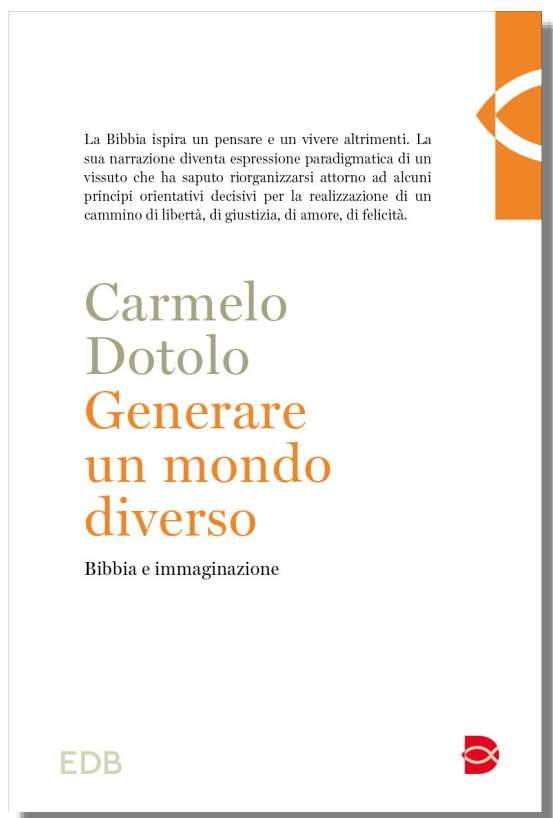 La Bibbia ispira un pensare e un vivere altrimenti. La
sua narrazione diventa espressione paradigmatica di un
vissuto che ha saputo riorganizzarsi attorno ad alcuni
principi orientativi decisivi per la realizzazione di un
cammino di libertà, di giustizia, di amore, di felicità.
Carmelo
Dotolo
Generare
un mondo
diverso
Bibbia e immaginazione
EDB